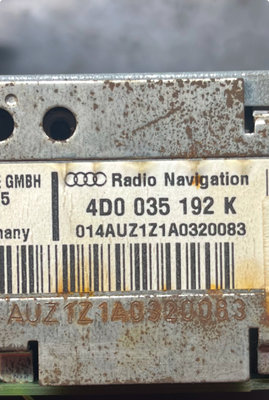 E GMBH Radio Navigation
5 4D0 035 192 K
many 014AUZ1Z1A0320083
AUZ1Z1A0320083